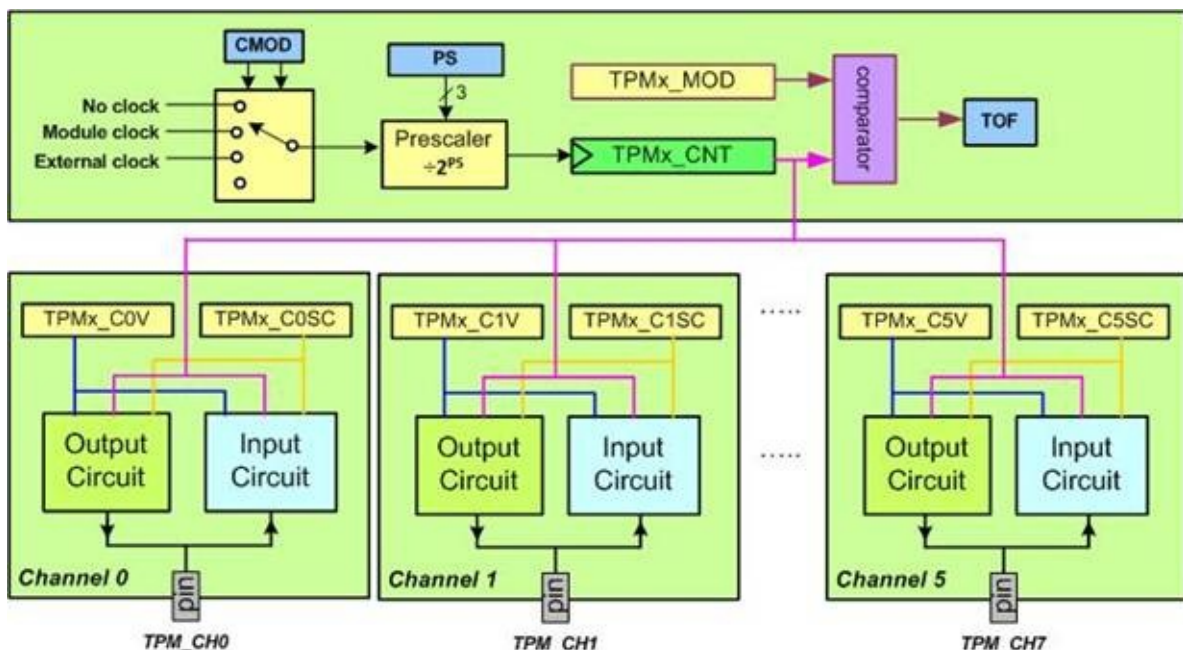 CMOD
PS
3
No clock
Module clock
External clock
Prescaler
÷2^PS
TPMx_MOD
TPMx_CNT
comparator
TOF
TPMx_C0V
TPMx_C0SC
Output
Circuit
Input
Circuit
Channel 0
pin
TPM_CH0
TPMx_C1V
TPMx_C1SC
Output
Circuit
Input
Circuit
Channel 1
pin
TPM_CH1
.....
.....
TPMx_C5V
TPMx_C5SC
Output
Circuit
Input
Circuit
Channel 5
pin
TPM_CH7